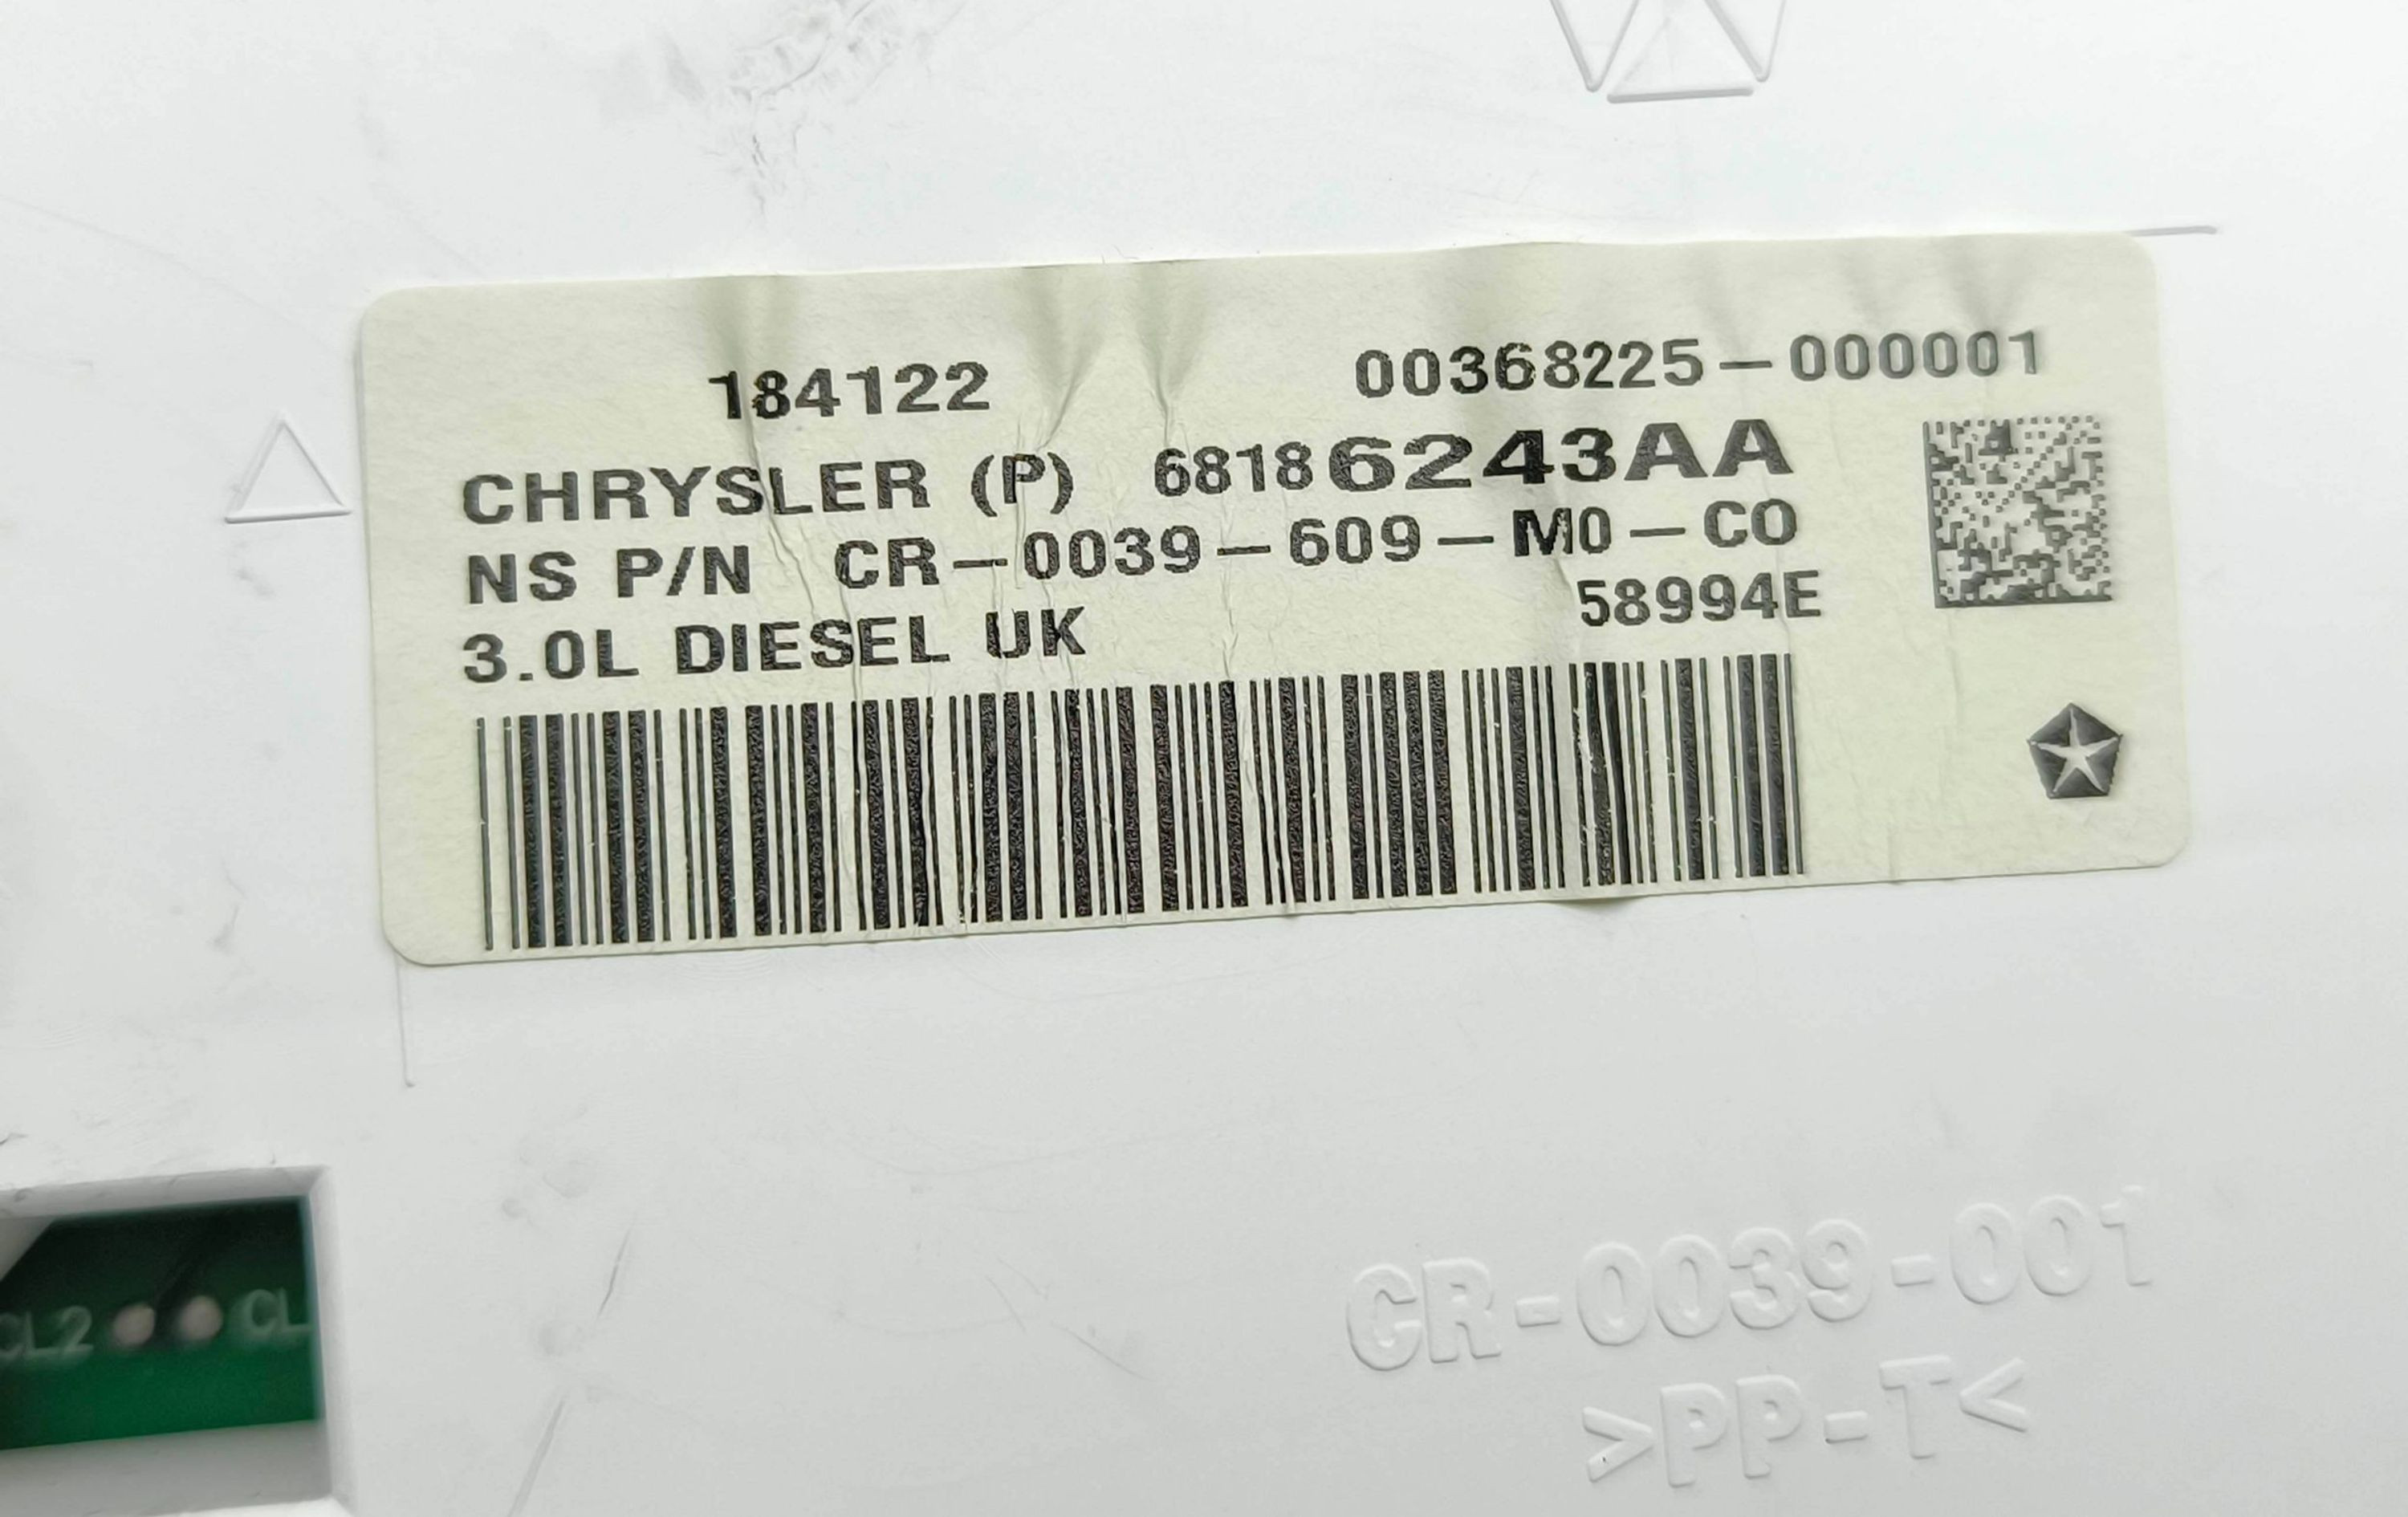 184122 00368225-000001
CHRYSLER (P) 68186243AA
NS P/N CR-0039-609-M0-CO
58994E
3.0L DIESEL UK
CL2 CL
CR-0039-001
>PP-T<